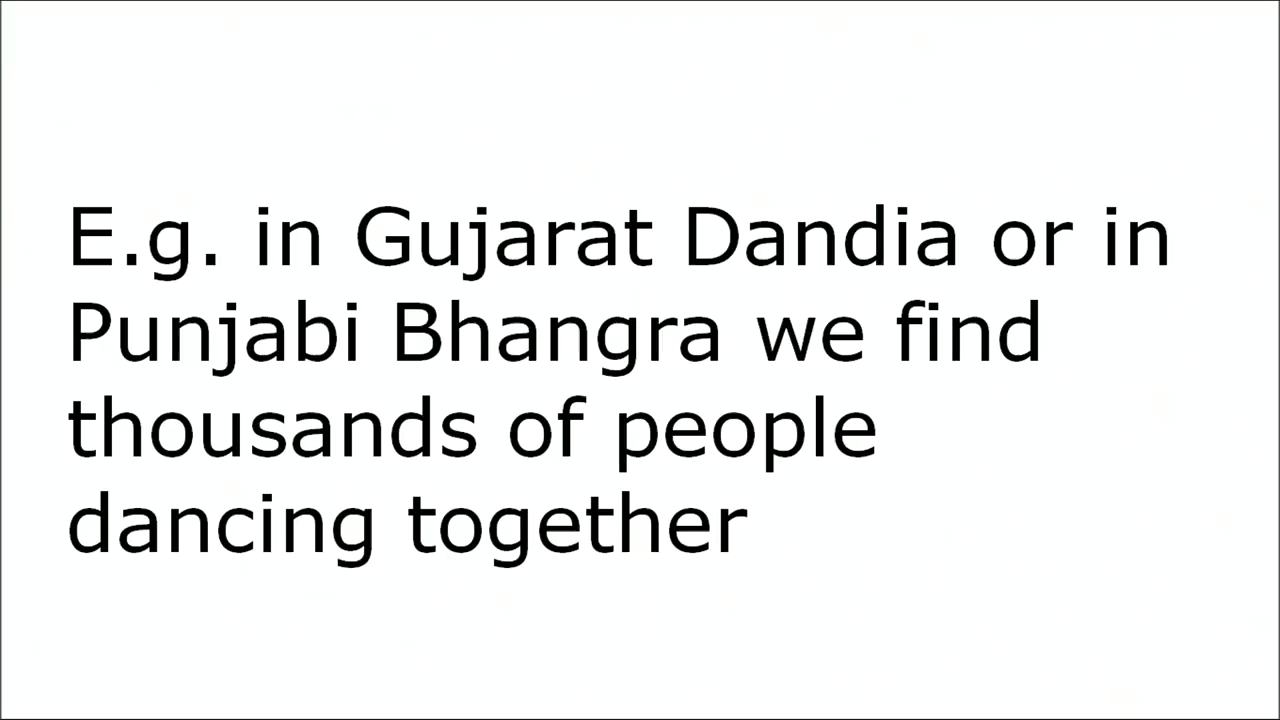 E.g. in Gujarat Dandia or in
Punjabi Bhangra we find
thousands of people
dancing together